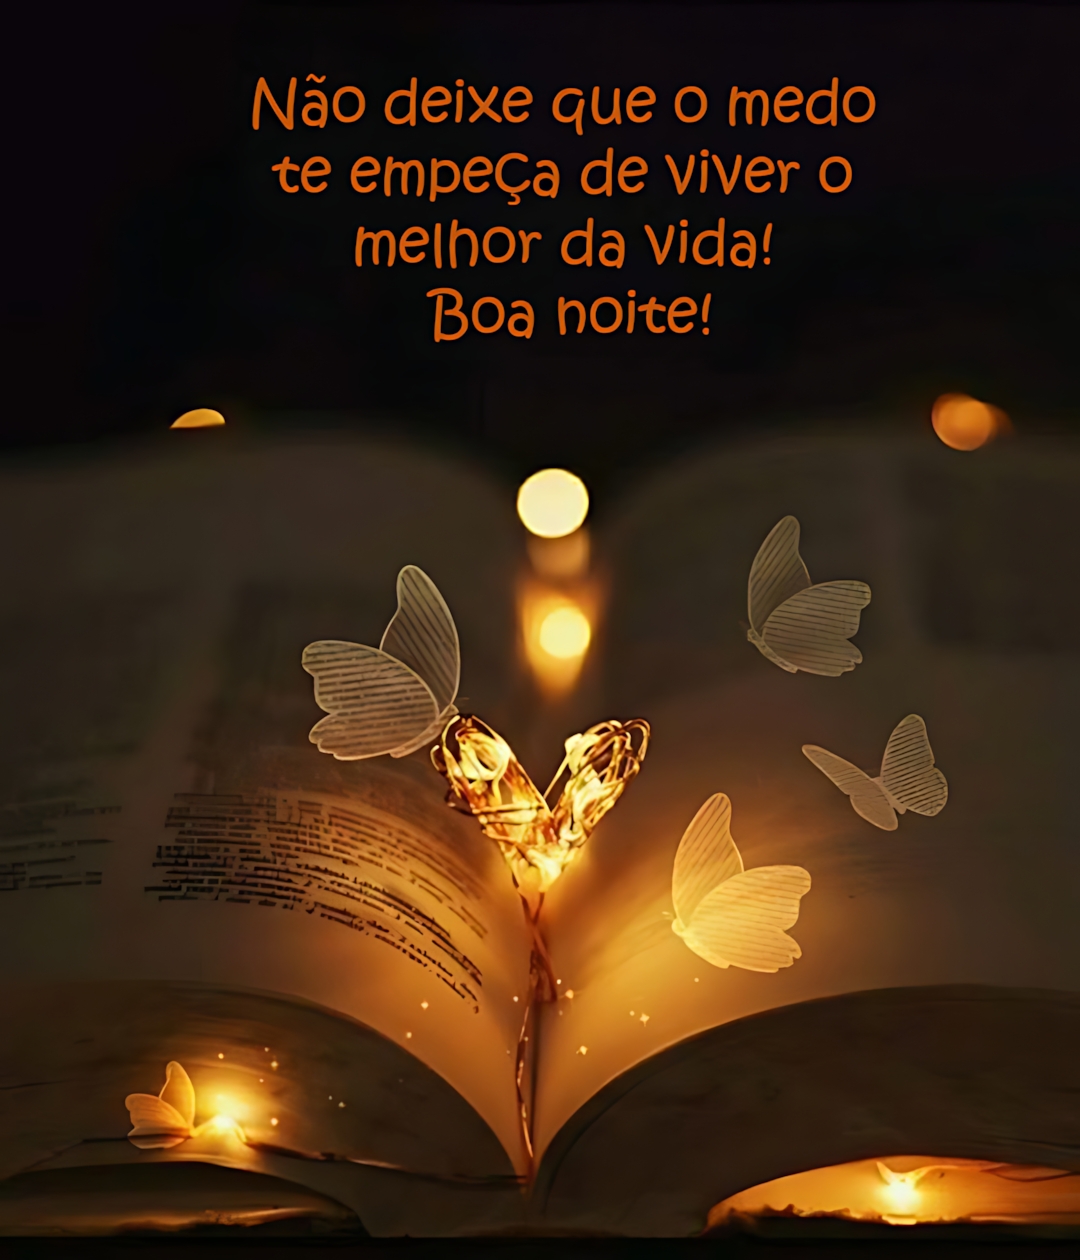 Não deixe que o medo
te empeça de viver o
melhor da vida!
Boa noite!